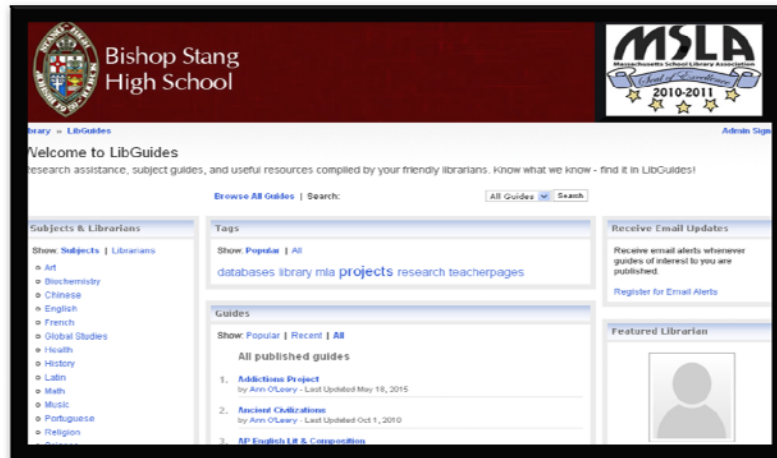 Bishop Stang
High School
MSLA
Massachusetts School Library Association
Seal of Excellence
2010-2011
brary » LibGuides
Admin Sign
Welcome to LibGuides
research assistance, subject guides, and useful resources compiled by your friendly librarians. Know what we know - find it in LibGuides!
Browse All Guides | Search:
All Guides
Search
Subjects & Librarians
Show: Subjects | Librarians
Art
Biochemistry
Chinese
English
French
Global Studies
Health
History
Latin
Math
Music
Portuguese
Religion
Science
Tags
Show: Popular | All
databases library mla projects research teacherpages
Guides
Show: Popular | Recent | All
All published guides
1. Addictions Project
by Ann O'Leary - Last Updated May 18, 2015
2. Ancient Civilizations
by Ann O'Leary - Last Updated Oct 1, 2010
3. AP English Lit & Composition
Receive Email Updates
Receive email alerts whenever
guides of interest to you are
published.
Register for Email Alerts
Featured Librarian